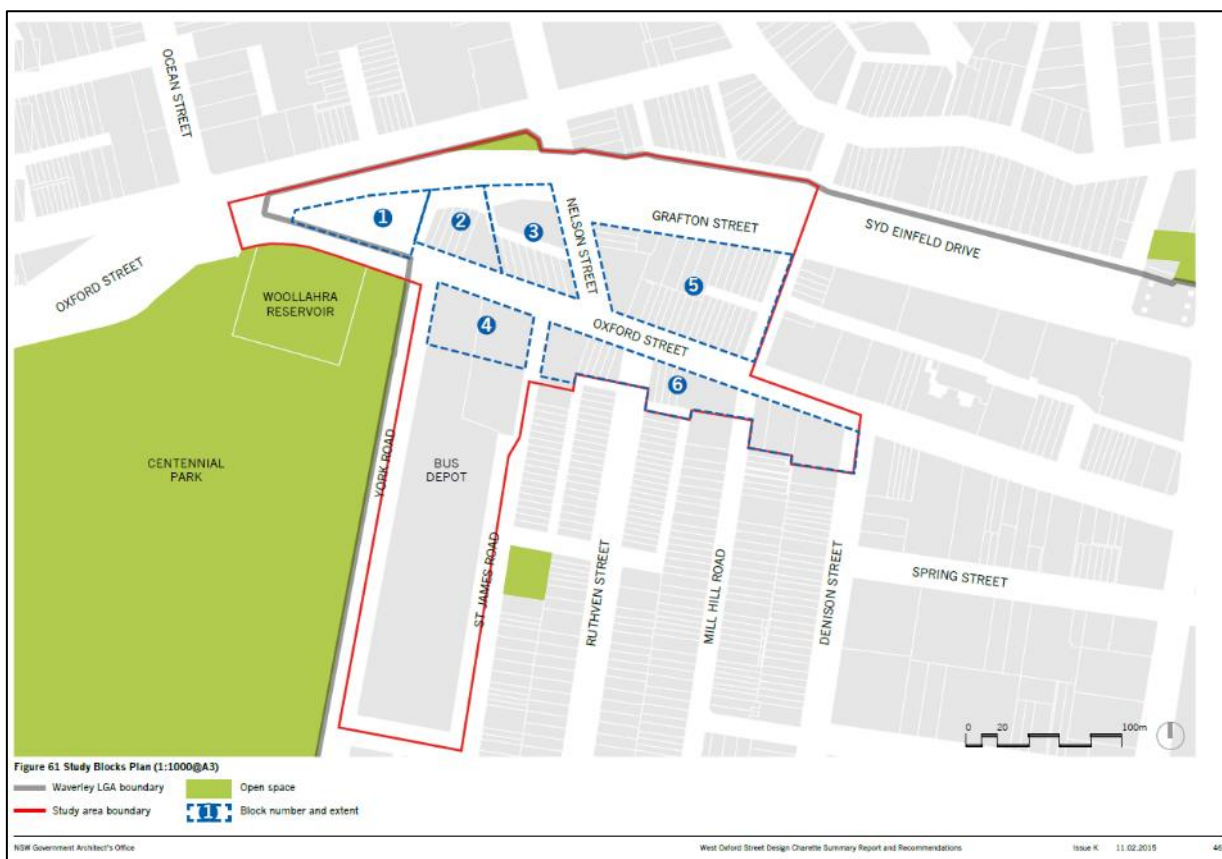 OCEAN STREET
OXFORD STREET
WOOLLAHRA
RESERVOIR
CENTENNIAL
PARK
1
2
3
NELSON STREET
GRAFTON STREET
SYD EINFELD DRIVE
5
4
OXFORD STREET
6
YORK ROAD
BUS
DEPOT
ST JAMES ROAD
RUTHVEN STREET
MILL HILL ROAD
DENISON STREET
SPRING STREET
0 20 100m
Figure 61 Study Blocks Plan (1:1000@A3)
Waverley LGA boundary
Open space
Study area boundary
1 Block number and extent
NSW Government Architect's Office
West Oxford Street Design Charette Summary Report and Recommendations
Issue K 11.02.2015
46